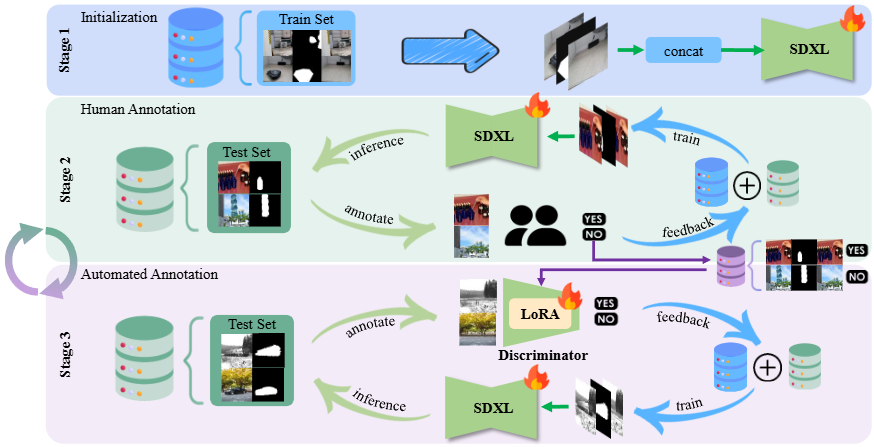 Stage 1
Initialization
Train Set
concat
SDXL
Stage 2
Human Annotation
Test Set
inference
annotate
SDXL
train
YES
NO
feedback
YES
NO
Stage 3
Automated Annotation
Test Set
annotate
inference
LoRA
Discriminator
YES
NO
feedback
SDXL
train